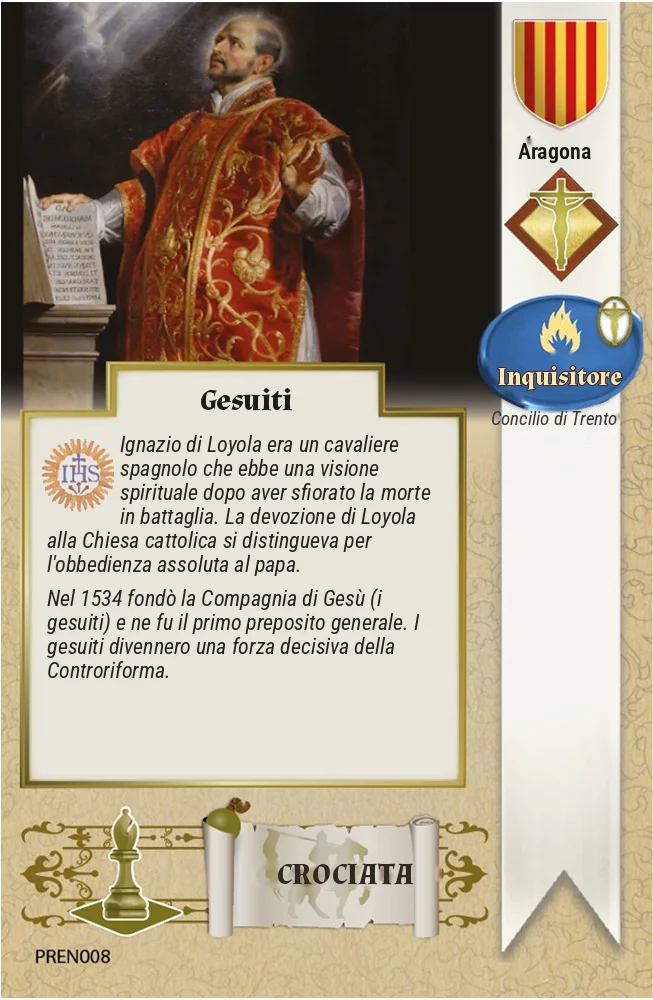 Aragona
Inquisitore
Concilio di Trento
Gesuiti
IHS
Ignazio di Loyola era un cavaliere
spagnolo che ebbe una visione
spirituale dopo aver sfiorato la morte
in battaglia. La devozione di Loyola
alla Chiesa cattolica si distingueva per
l'obbedienza assoluta al papa.
Nel 1534 fondò la Compagnia di Gesù (i
gesuiti) e ne fu il primo preposito generale. I
gesuiti divennero una forza decisiva della
Controriforma.
CROCIATA
PREN008